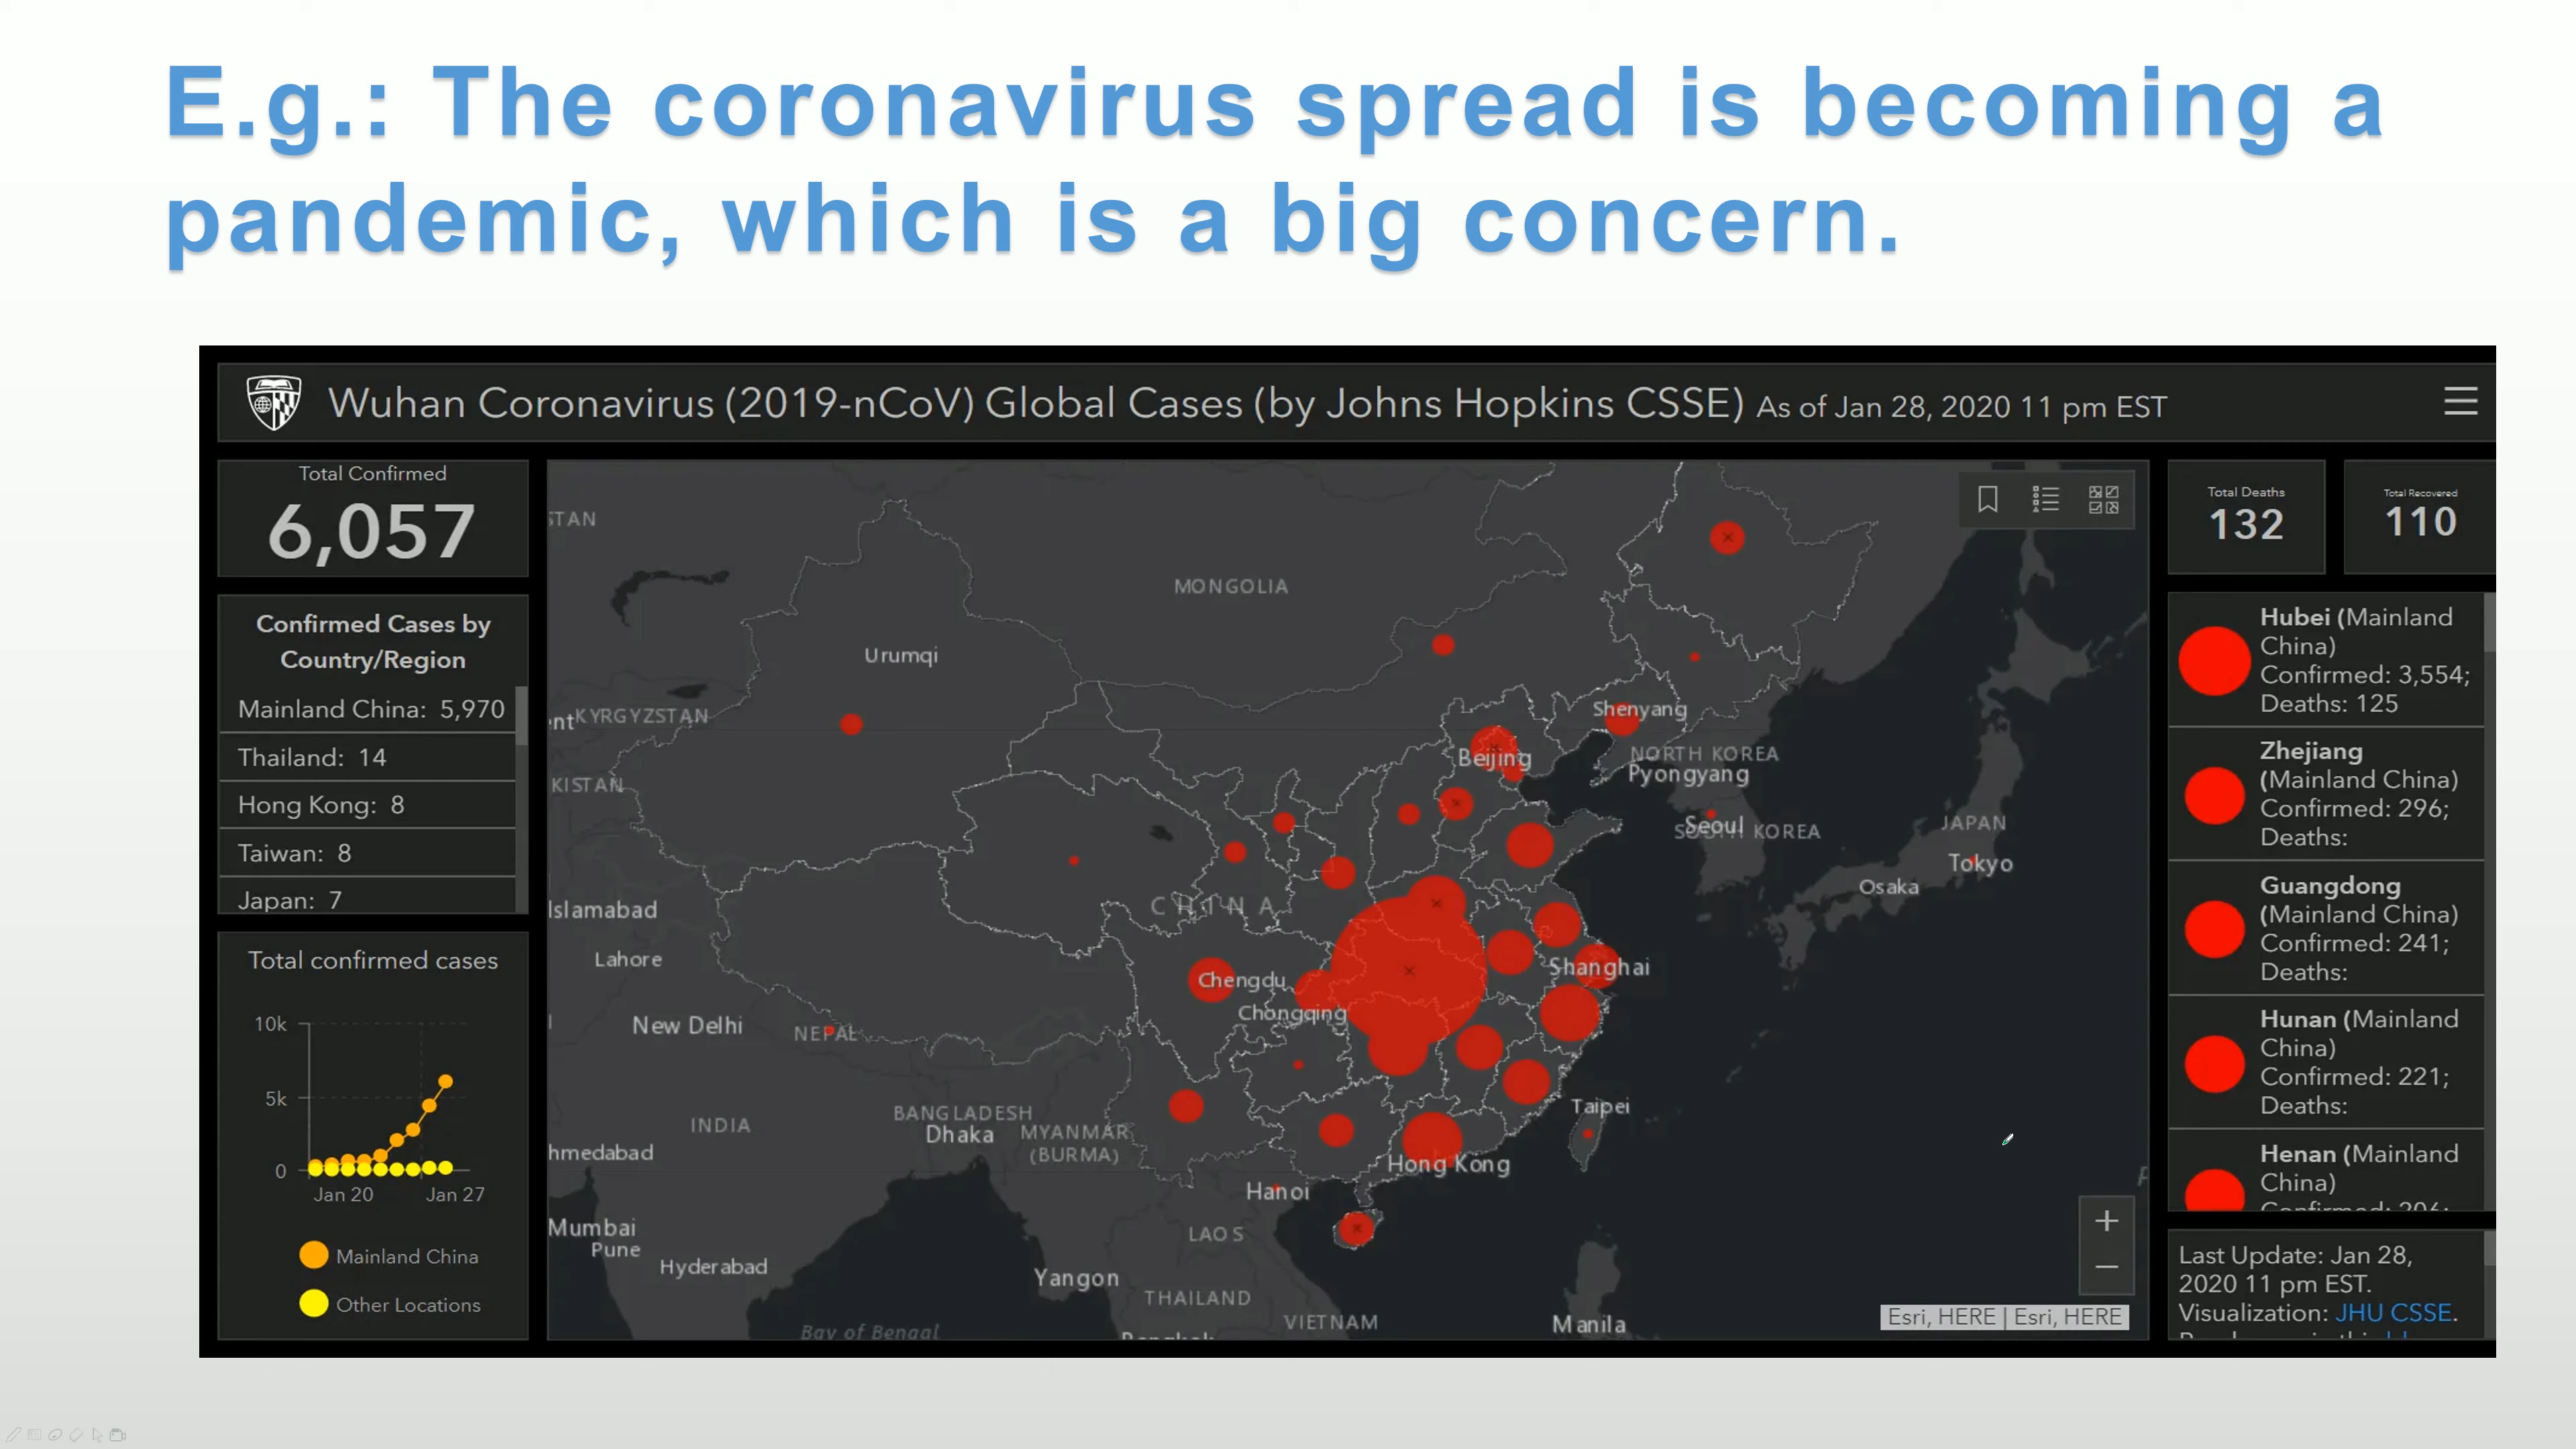 E.g.: The coronavirus spread is becoming a
pandemic, which is a big concern.
Wuhan Coronavirus (2019-nCoV) Global Cases (by Johns Hopkins CSSE) As of Jan 28, 2020 11 pm EST
Total Confirmed
6,057
Confirmed Cases by
Country/Region
Mainland China: 5,970
Thailand: 14
Hong Kong: 8
Taiwan: 8
Japan: 7
Total confirmed cases
10k
5k
0
Jan 20 Jan 27
Mainland China
Other Locations
STAN
MONGOLIA
Urumqi
nt KYRGYZSTAN
Shenyang
Beijing
NORTH KOREA
Pyongyang
KISTAN
Seoul
SOUTH KOREA
JAPAN
Tokyo
Osaka
CHINA
Islamabad
Lahore
Shanghai
Chengdu
Chongqing
New Delhi
NEPAL
Taipei
INDIA
BANGLADESH
Dhaka
MYANMAR
(BURMA)
hmedabad
Hong Kong
Hanoi
Mumbai
Pune
LAOS
Hyderabad
Yangon
THAILAND
VIETNAM
Manila
Bay of Bengal
Esri, HERE | Esri, HERE
Total Deaths
132
Total Recovered
110
Hubei (Mainland
China)
Confirmed: 3,554;
Deaths: 125
Zhejiang
(Mainland China)
Confirmed: 296;
Deaths:
Guangdong
(Mainland China)
Confirmed: 241;
Deaths:
Hunan (Mainland
China)
Confirmed: 221;
Deaths:
Henan (Mainland
China)
Confirmed: 206;
Last Update: Jan 28,
2020 11 pm EST.
Visualization: JHU CSSE.